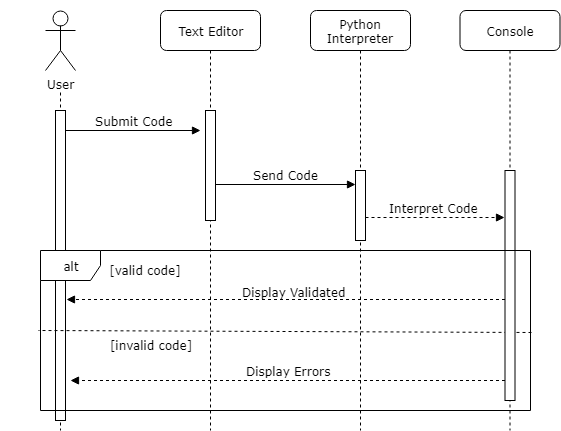 Text Editor
Python
Interpreter
Console
User
Submit Code
Send Code
Interpret Code
alt
[valid code]
Display Validated
[invalid code]
Display Errors